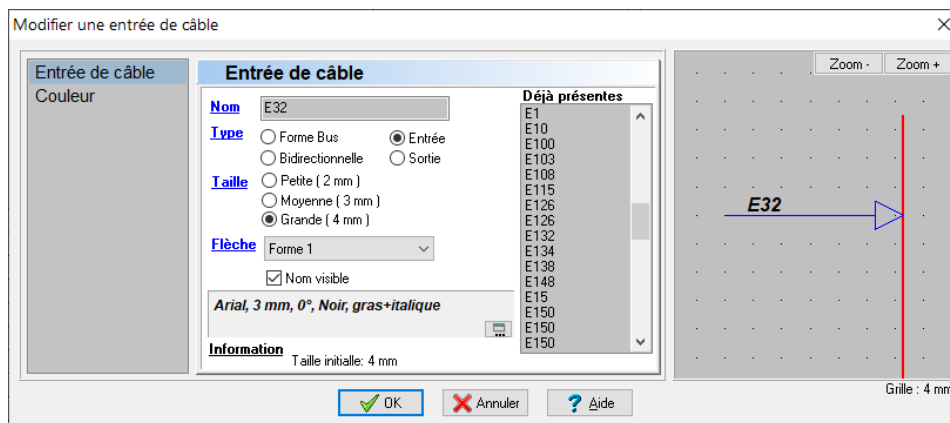 Modifier une entrée de câble
Entrée de câble
Couleur
Entrée de câble
Nom
E32
Type
Forme Bus
Entrée
Bidirectionnelle
Sortie
Taille
Petite ( 2 mm )
Moyenne ( 3 mm )
Grande ( 4 mm )
Flèche
Forme 1
Nom visible
Arial, 3 mm, 0°, Noir, gras+italique
Information
Taille initialle: 4 mm
Déjà présentes
E1
E10
E100
E103
E108
E115
E126
E126
E132
E134
E138
E148
E15
E150
E150
E150
Zoom -
Zoom +
E32
Grille : 4 mm
OK
Annuler
? Aide